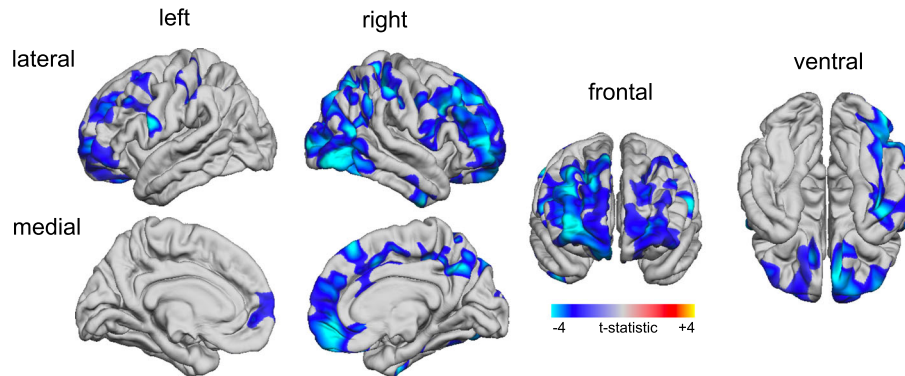 left
right
lateral
ventral
frontal
medial
-4
t-statistic
+4